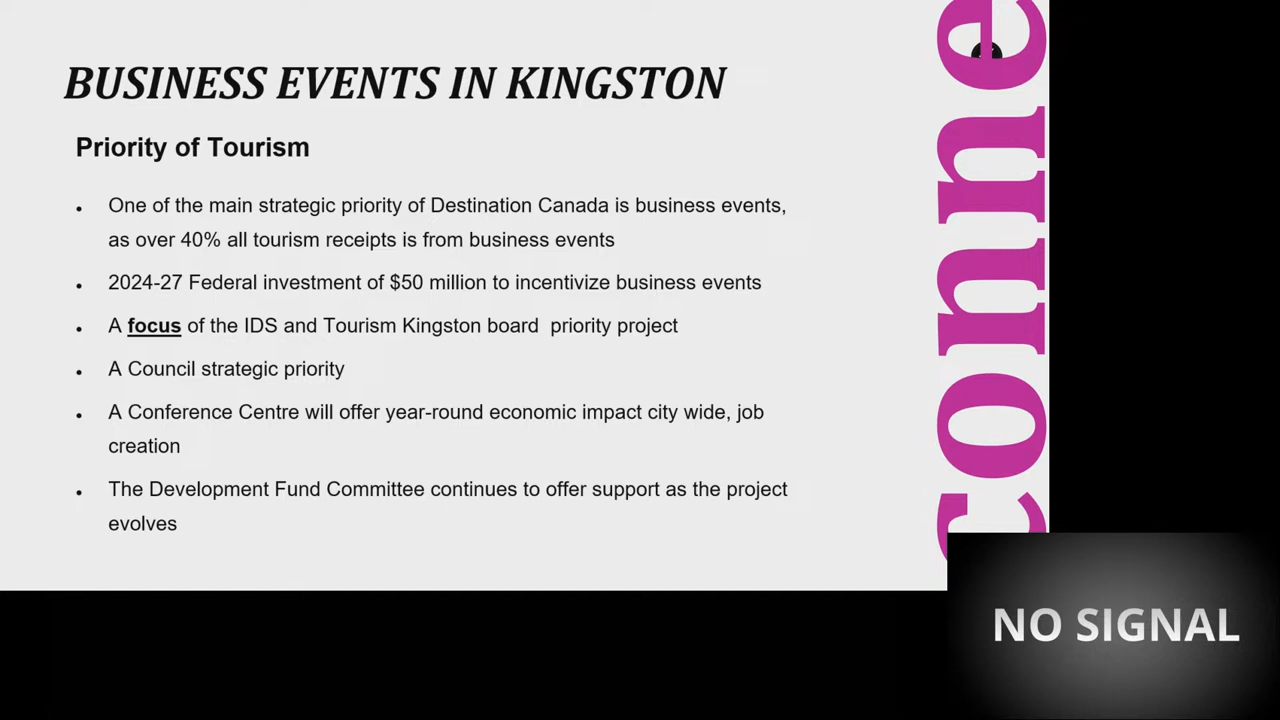 BUSINESS EVENTS IN KINGSTON
Priority of Tourism
• One of the main strategic priority of Destination Canada is business events,
as over 40% all tourism receipts is from business events
• 2024-27 Federal investment of $50 million to incentivize business events
• A focus of the IDS and Tourism Kingston board  priority project
• A Council strategic priority
• A Conference Centre will offer year-round economic impact city wide, job
creation
• The Development Fund Committee continues to offer support as the project
evolves
conne
NO SIGNAL